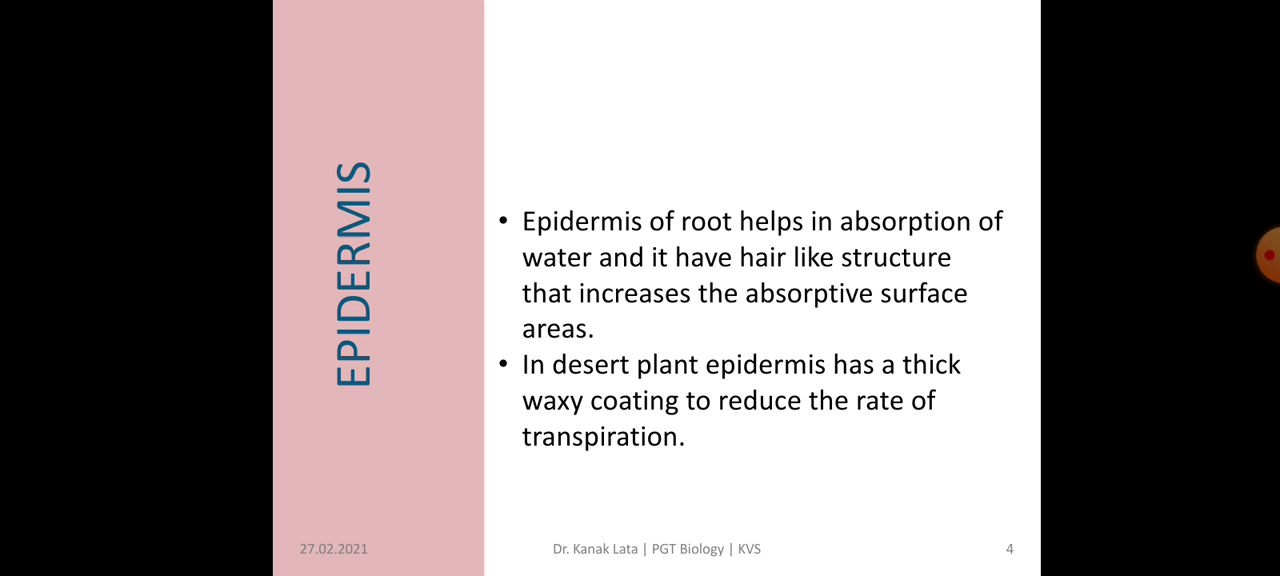 EPIDERMIS
• Epidermis of root helps in absorption of
water and it have hair like structure
that increases the absorptive surface
areas.
• In desert plant epidermis has a thick
waxy coating to reduce the rate of
transpiration.
27.02.2021
Dr. Kanak Lata | PGT Biology | KVS
4